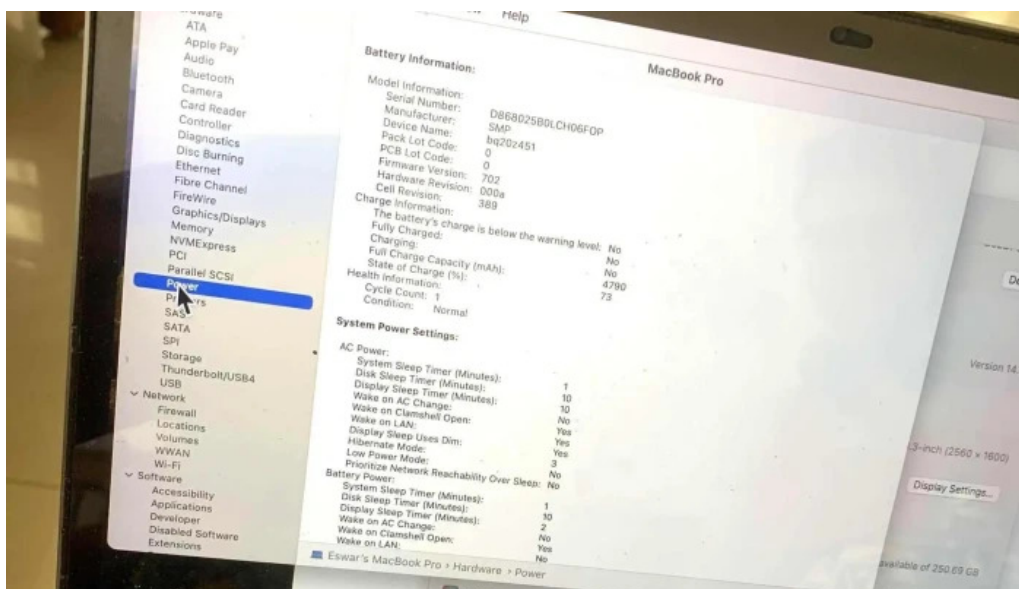 Help
MacBook Pro
ATA
Apple Pay
Audio
Bluetooth
Camera
Card Reader
Controller
Diagnostics
Disc Burning
Ethernet
Fibre Channel
FireWire
Graphics/Displays
Memory
NVMExpress
PCI
Parallel SCSI
Power
SAS
SATA
SPI
Storage
Thunderbolt/USB4
USB
Network
Firewall
Locations
Volumes
WWAN
Wi-Fi
Software
Accessibility
Applications
Developer
Disabled Software
Extensions
Battery Information:
Model Information:
Serial Number: D868025B0LCH06FOP
Manufacturer: SMP
Device Name: bq20z451
Pack Lot Code: 0
PCB Lot Code: 0
Firmware Version: 702
Hardware Revision: 000a
Cell Revision: 389
Charge Information:
The battery's charge is below the warning level: No
Fully Charged: No
Charging: No
Full Charge Capacity (mAh): 4790
State of Charge (%): 73
Health Information:
Cycle Count: 1
Condition: Normal
System Power Settings:
AC Power:
System Sleep Timer (Minutes): 1
Disk Sleep Timer (Minutes): 10
Display Sleep Timer (Minutes): 10
Wake on AC Change: No
Wake on Clamshell Open: Yes
Wake on LAN: Yes
Display Sleep Uses Dim: Yes
Hibernate Mode: 3
Low Power Mode: No
Prioritize Network Reachability Over Sleep: No
Battery Power:
System Sleep Timer (Minutes): 1
Disk Sleep Timer (Minutes): 10
Display Sleep Timer (Minutes): 2
Wake on AC Change: No
Wake on Clamshell Open: Yes
Wake on LAN: No
Eswar's MacBook Pro › Hardware › Power
Version 14.
3-inch (2560 x 1600)
Display Settings...
available of 250.69 GB